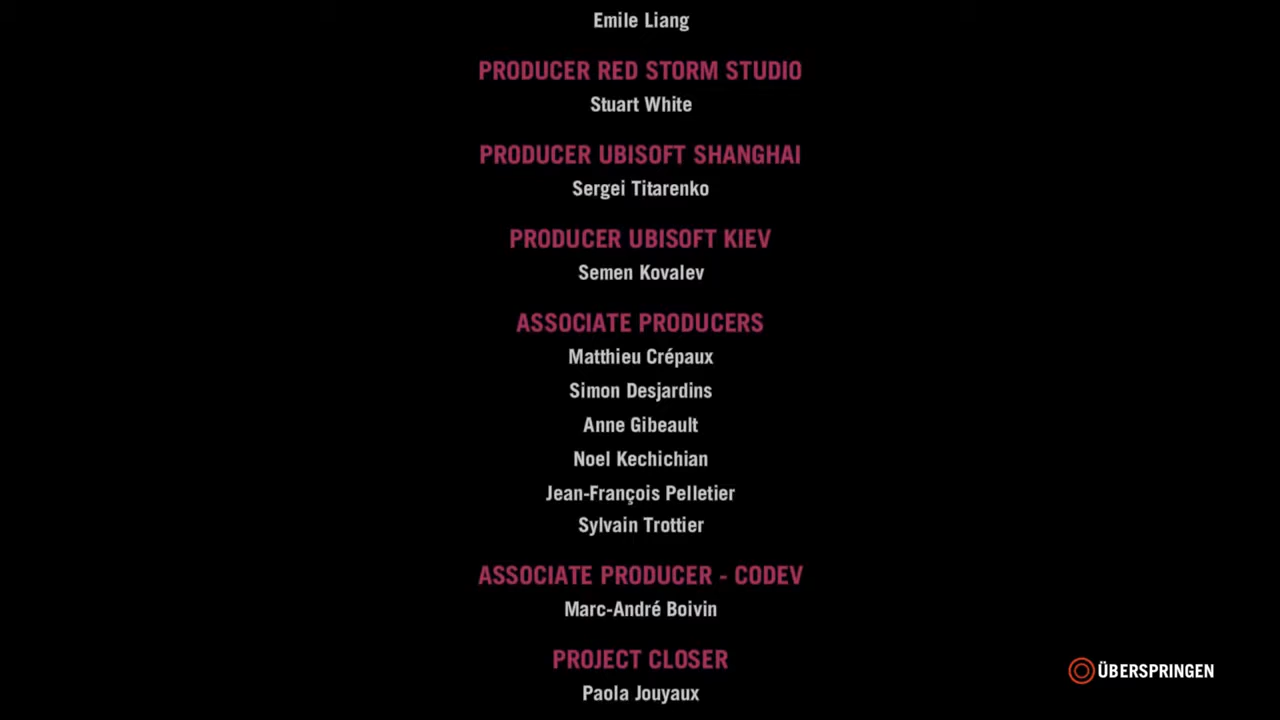 Emile Liang
PRODUCER RED STORM STUDIO
Stuart White
PRODUCER UBISOFT SHANGHAI
Sergei Titarenko
PRODUCER UBISOFT KIEV
Semen Kovalev
ASSOCIATE PRODUCERS
Matthieu Crépaux
Simon Desjardins
Anne Gibeault
Noel Kechichian
Jean-François Pelletier
Sylvain Trottier
ASSOCIATE PRODUCER - CODEV
Marc-André Boivin
PROJECT CLOSER
Paola Jouyaux
ÜBERSPRINGEN